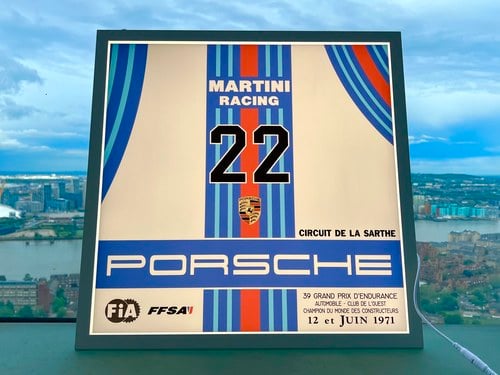 MARTINI
RACING
22
CIRCUIT DE LA SARTHE
PORSCHE
FiA
FFSA
39 GRAND PRIX D'ENDURANCE
AUTOMOBILE - CLUB DE L'OUEST
CHAMPION DU MONDE DES CONSTRUCTEURS
12 et JUIN 1971